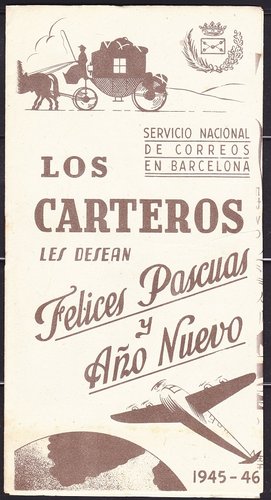 SERVICIO NACIONAL
DE CORREOS
EN BARCELONA
LOS
CARTEROS
LES DESEAN
Felices Pascuas
y
Año Nuevo
1945-46